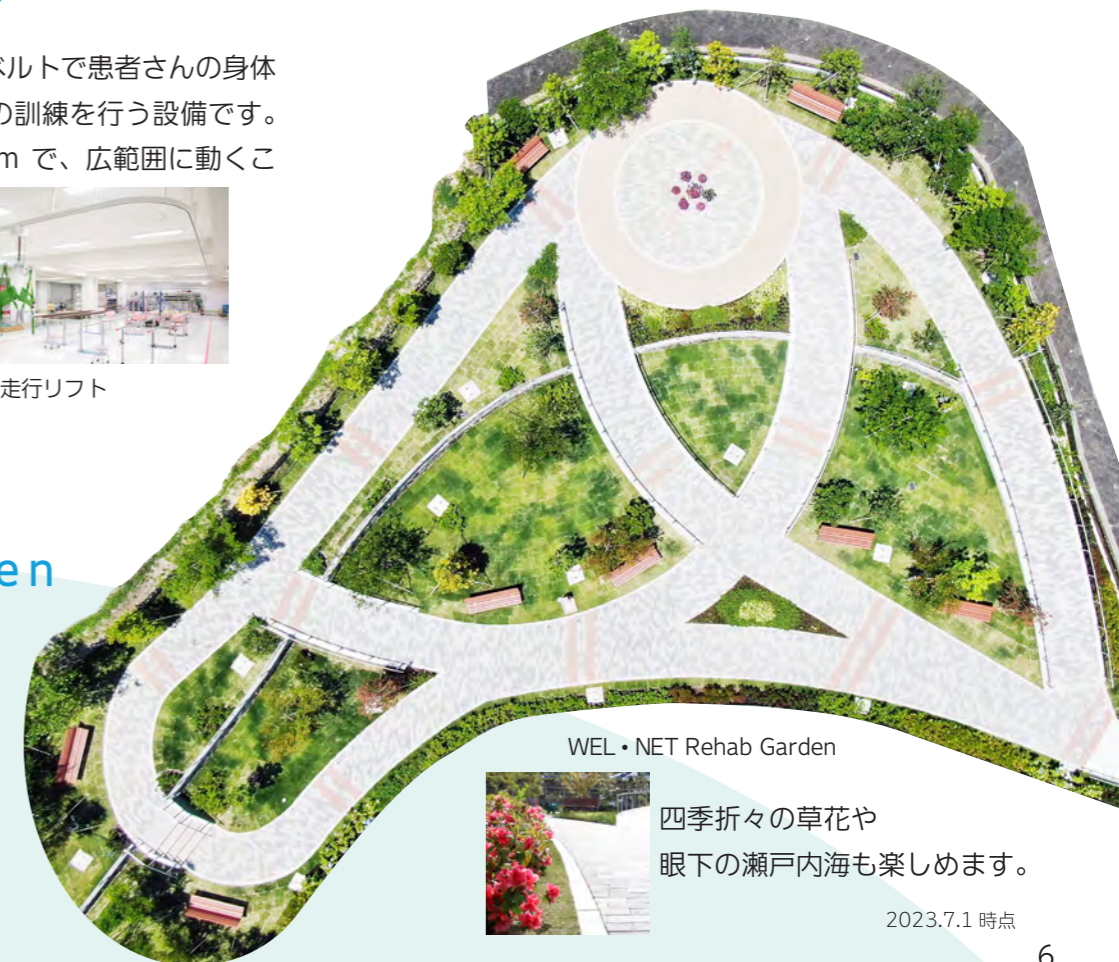 ベルトで患者さんの身体
の訓練を行う設備です。
m で、広範囲に動くこ
走行リフト
en
WEL・NET Rehab Garden
四季折々の草花や
眼下の瀬戸内海も楽しめます。
2023.7.1 時点
6